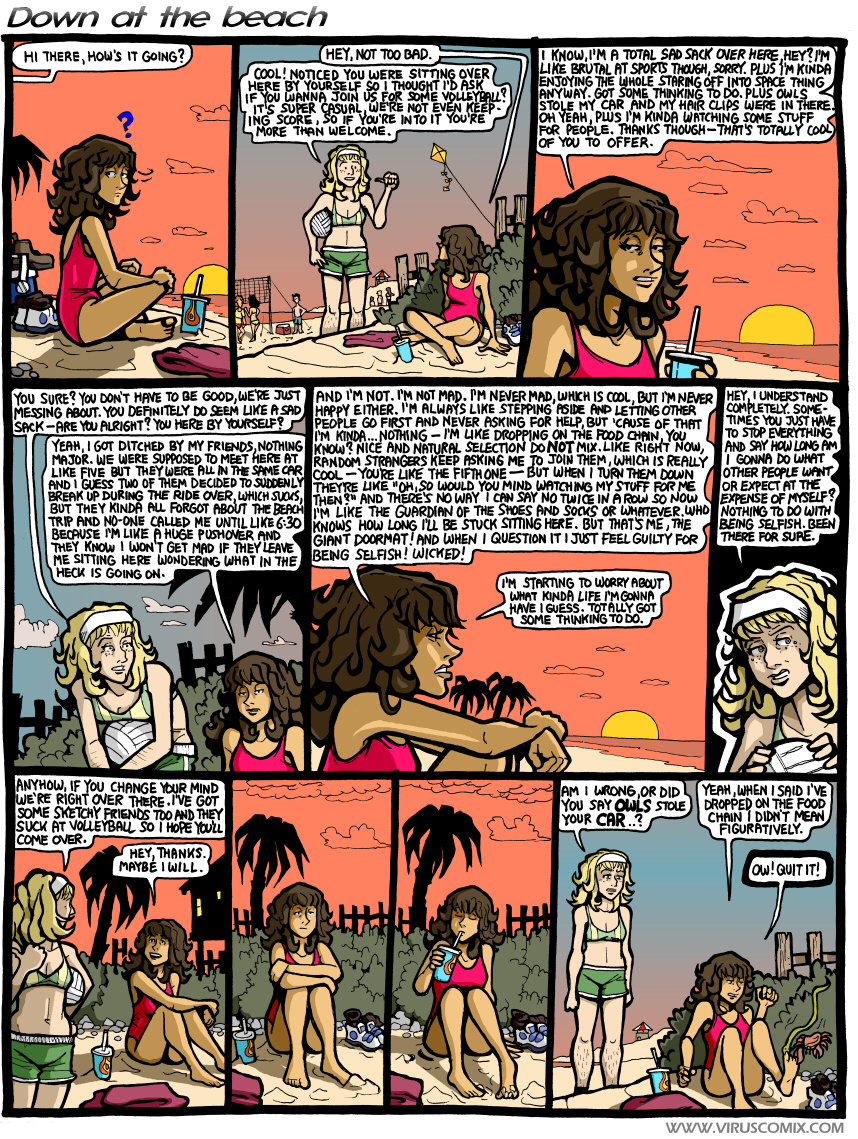 Down at the beach
HI THERE, HOW'S IT GOING?
?
HEY, NOT TOO BAD.
COOL! NOTICED YOU WERE SITTING OVER
HERE BY YOURSELF SO I THOUGHT I'D ASK
IF YOU WANNA JOIN US FOR SOME VOLLEYBALL?
IT'S SUPER CASUAL, WE'RE NOT EVEN KEEP-
ING SCORE, SO IF YOU'RE INTO IT YOU'RE
MORE THAN WELCOME.
I KNOW, I'M A TOTAL SAD SACK OVER HERE, HEY? I'M
LIKE BRUTAL AT SPORTS THOUGH, SORRY. PLUS I'M KINDA
ENJOYING THE WHOLE STARING OFF INTO SPACE THING
ANYWAY. GOT SOME THINKING TO DO. PLUS OWLS
STOLE MY CAR AND MY HAIR CLIPS WERE IN THERE.
OH YEAH, PLUS I'M KINDA WATCHING SOME STUFF
FOR PEOPLE. THANKS THOUGH-THAT'S TOTALLY COOL
OF YOU TO OFFER.
YOU SURE? YOU DON'T HAVE TO BE GOOD, WE'RE JUST
MESSING ABOUT. YOU DEFINITELY DO SEEM LIKE A SAD
SACK-ARE YOU ALRIGHT? YOU HERE BY YOURSELF?
YEAH, I GOT DITCHED BY MY FRIENDS, NOTHING
MAJOR. WE WERE SUPPOSED TO MEET HERE AT
LIKE FIVE BUT THEY WERE ALL IN THE SAME CAR
AND I GUESS TWO OF THEM DECIDED TO SUDDENLY
BREAK UP DURING THE RIDE OVER, WHICH SUCKS,
BUT THEY KINDA ALL FORGOT ABOUT THE BEACH
TRIP AND NO-ONE CALLED ME UNTIL LIKE 6:30
BECAUSE I'M LIKE A HUGE PUSHOVER AND
THEY KNOW I WON'T GET MAD IF THEY LEAVE
ME SITTING HERE WONDERING WHAT IN THE
HECK IS GOING ON.
AND I'M NOT. I'M NOT MAD. I'M NEVER MAD, WHICH IS COOL, BUT I'M NEVER
HAPPY EITHER. I'M ALWAYS LIKE STEPPING ASIDE AND LETTING OTHER
PEOPLE GO FIRST AND NEVER ASKING FOR HELP, BUT 'CAUSE OF THAT
I'M KINDA...NOTHING - I'M LIKE DROPPING ON THE FOOD CHAIN, YOU
KNOW? NICE AND NATURAL SELECTION DO NOT MIX. LIKE RIGHT NOW,
RANDOM STRANGERS KEEP ASKING ME TO JOIN THEM, WHICH IS REALLY
COOL - YOU'RE LIKE THE FIFTH ONE - BUT WHEN I TURN THEM DOWN
THEY'RE LIKE "OH, SO WOULD YOU MIND WATCHING MY STUFF FOR ME
THEN?" AND THERE'S NO WAY I CAN SAY NO TWICE IN A ROW SO NOW
I'M LIKE THE GUARDIAN OF THE SHOES AND SOCKS OR WHATEVER. WHO
KNOWS HOW LONG I'LL BE STUCK SITTING HERE. BUT THAT'S ME, THE
GIANT DOORMAT! AND WHEN I QUESTION IT I JUST FEEL GUILTY FOR
BEING SELFISH! WICKED!
I'M STARTING TO WORRY ABOUT
WHAT KINDA LIFE I'M GONNA
HAVE I GUESS. TOTALLY GOT
SOME THINKING TO DO.
HEY, I UNDERSTAND
COMPLETELY. SOME-
TIMES YOU JUST HAVE
TO STOP EVERYTHING
AND SAY HOW LONG AM
I GONNA DO WHAT
OTHER PEOPLE WANT
OR EXPECT AT THE
EXPENSE OF MYSELF?
NOTHING TO DO WITH
BEING SELFISH. BEEN
THERE FOR SURE.
ANYHOW, IF YOU CHANGE YOUR MIND
WE'RE RIGHT OVER THERE. I'VE GOT
SOME SKETCHY FRIENDS TOO AND THEY
SUCK AT VOLLEYBALL SO I HOPE YOU'LL
COME OVER.
HEY, THANKS.
MAYBE I WILL.
AM I WRONG, OR DID
YOU SAY OWLS STOLE
YOUR CAR..?
YEAH, WHEN I SAID I'VE
DROPPED ON THE FOOD
CHAIN I DIDN'T MEAN
FIGURATIVELY.
OW! QUIT IT!
WWW.VIRUSCOMIX.COM